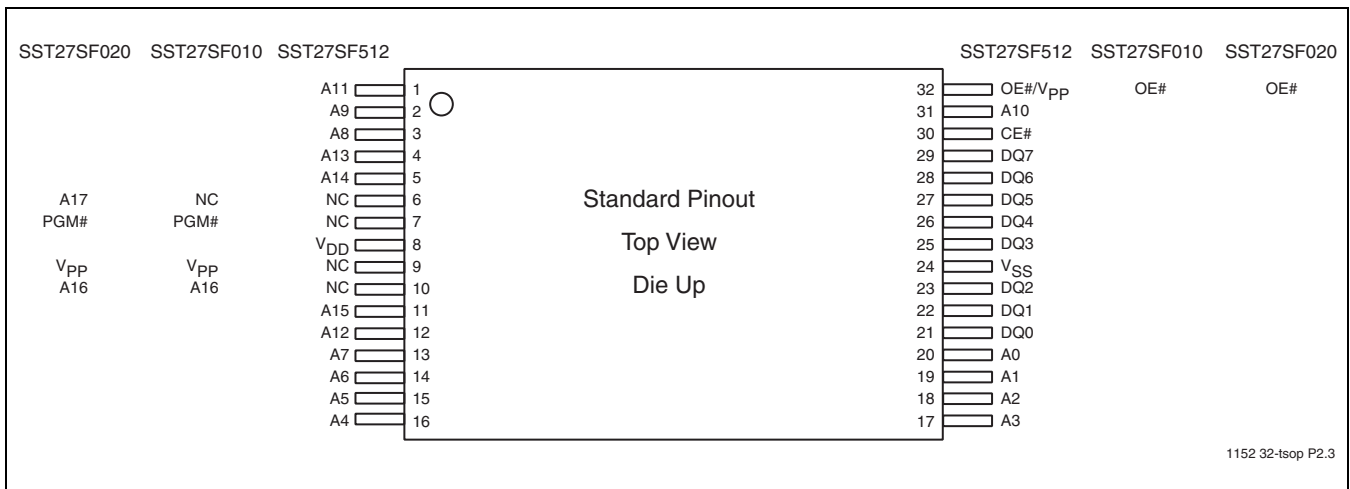 SST27SF020 SST27SF010 SST27SF512 SST27SF512 SST27SF010 SST27SF020
A11 1 32 OE#/VPP OE# OE#
A9 2 31 A10
A8 3 30 CE#
A13 4 29 DQ7
A14 5 28 DQ6
A17 NC NC 6 Standard Pinout 27 DQ5
PGM# PGM# NC 7 26 DQ4
VDD 8 Top View 25 DQ3
VPP VPP NC 9 24 VSS
A16 A16 NC 10 Die Up 23 DQ2
A15 11 22 DQ1
A12 12 21 DQ0
A7 13 20 A0
A6 14 19 A1
A5 15 18 A2
A4 16 17 A3
1152 32-tsop P2.3